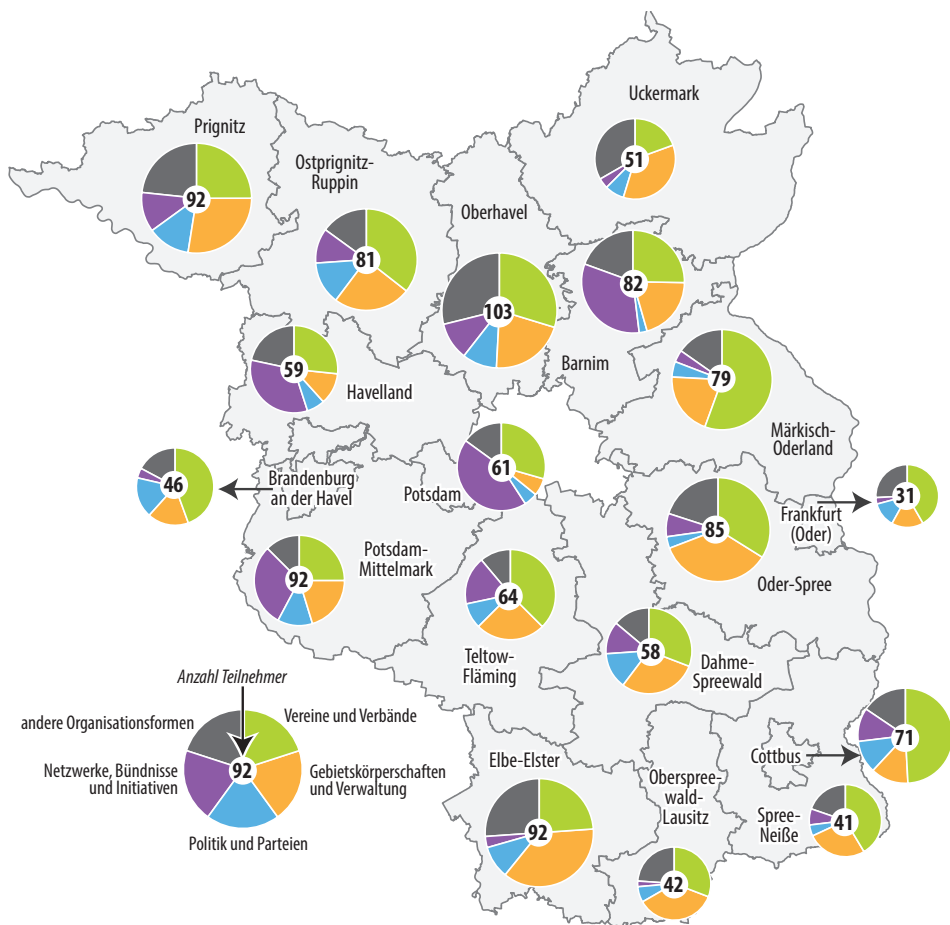 Uckermark
51
Prignitz
92
Ostprignitz-
Ruppin
81
Oberhavel
103
82
Barnim
59
Havelland
79
Märkisch-
Oderland
46
Brandenburg
an der Havel
61
Potsdam
31
Frankfurt
(Oder)
85
Oder-Spree
Potsdam-
Mittelmark
92
64
Teltow-
Fläming
58
Dahme-
Spreewald
Anzahl Teilnehmer
andere Organisationsformen
Vereine und Verbände
92
Netzwerke, Bündnisse
und Initiativen
Gebietskörperschaften
und Verwaltung
Politik und Parteien
71
Cottbus
Elbe-Elster
92
Oberspree-
wald-
Lausitz
42
Spree-
Neiße
41